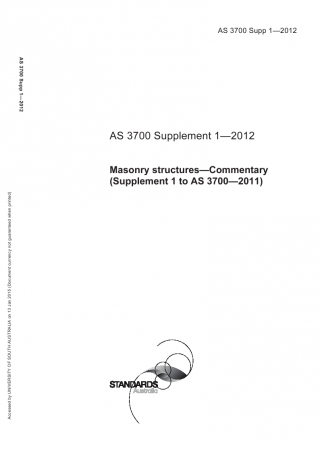 AS 3700 Supp 1—2012
AS 3700 Supp 1—2012
AS 3700 Supplement 1—2012
Masonry structures—Commentary
(Supplement 1 to AS 3700—2011)
Accessed by UNIVERSITY OF SOUTH AUSTRALIA on 13 Jan 2015 (Document currency not guaranteed when printed)
STANDARDS
Australia